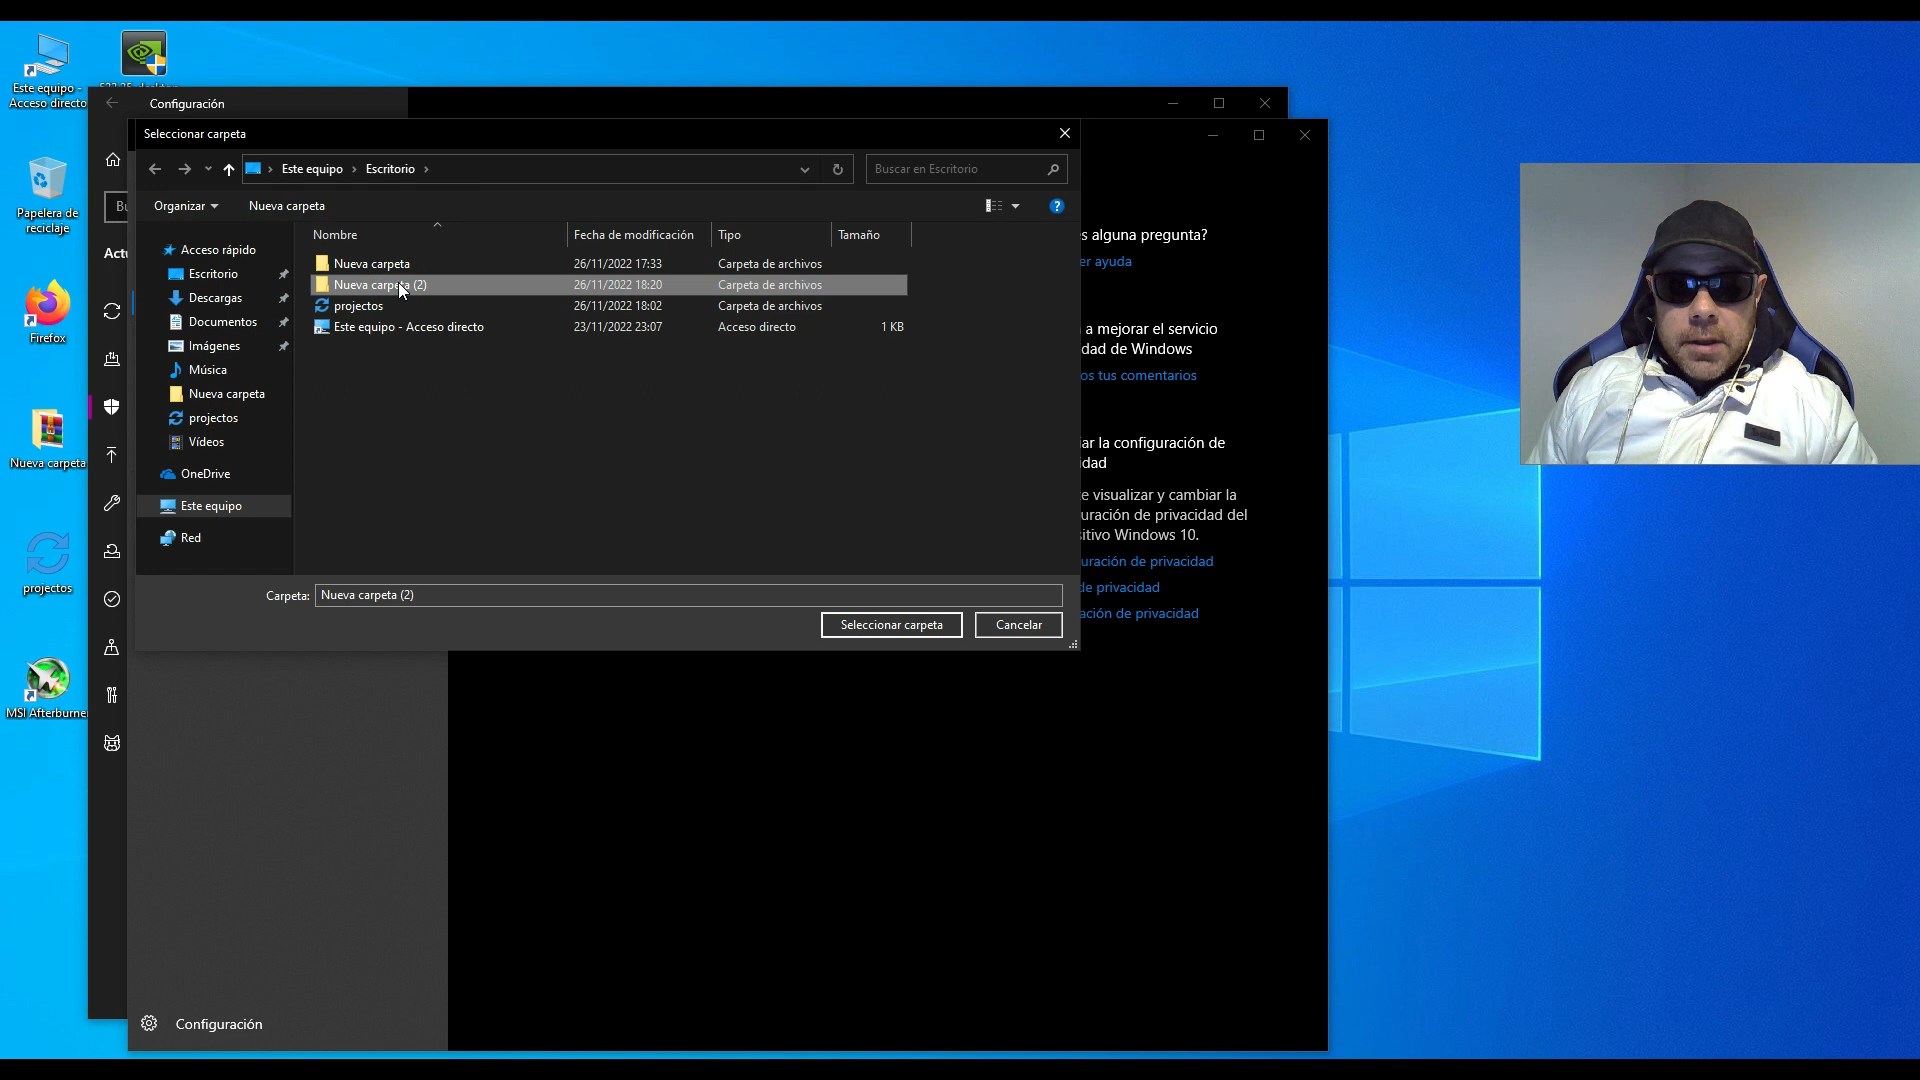 Este equipo -
Acceso directo
Papelera de
reciclaje
Firefox
Nueva carpeta
projectos
MSI Afterburner
Configuración
Seleccionar carpeta
Este equipo
Escritorio
Buscar en Escritorio
Organizar
Nueva carpeta
Bu
Actu
Acceso rápido
Escritorio
Descargas
Documentos
Imágenes
Música
Nueva carpeta
projectos
Vídeos
OneDrive
Este equipo
Red
Nombre Fecha de modificación Tipo Tamaño
Nueva carpeta 26/11/2022 17:33 Carpeta de archivos
Nueva carpeta (2) 26/11/2022 18:20 Carpeta de archivos
projectos 26/11/2022 18:02 Carpeta de archivos
Este equipo - Acceso directo 23/11/2022 23:07 Acceso directo 1 KB
Carpeta: Nueva carpeta (2)
Seleccionar carpeta Cancelar
s alguna pregunta?
er ayuda
a mejorar el servicio
dad de Windows
os tus comentarios
ar la configuración de
idad
e visualizar y cambiar la
uración de privacidad del
sitivo Windows 10.
uración de privacidad
de privacidad
ación de privacidad
Configuración